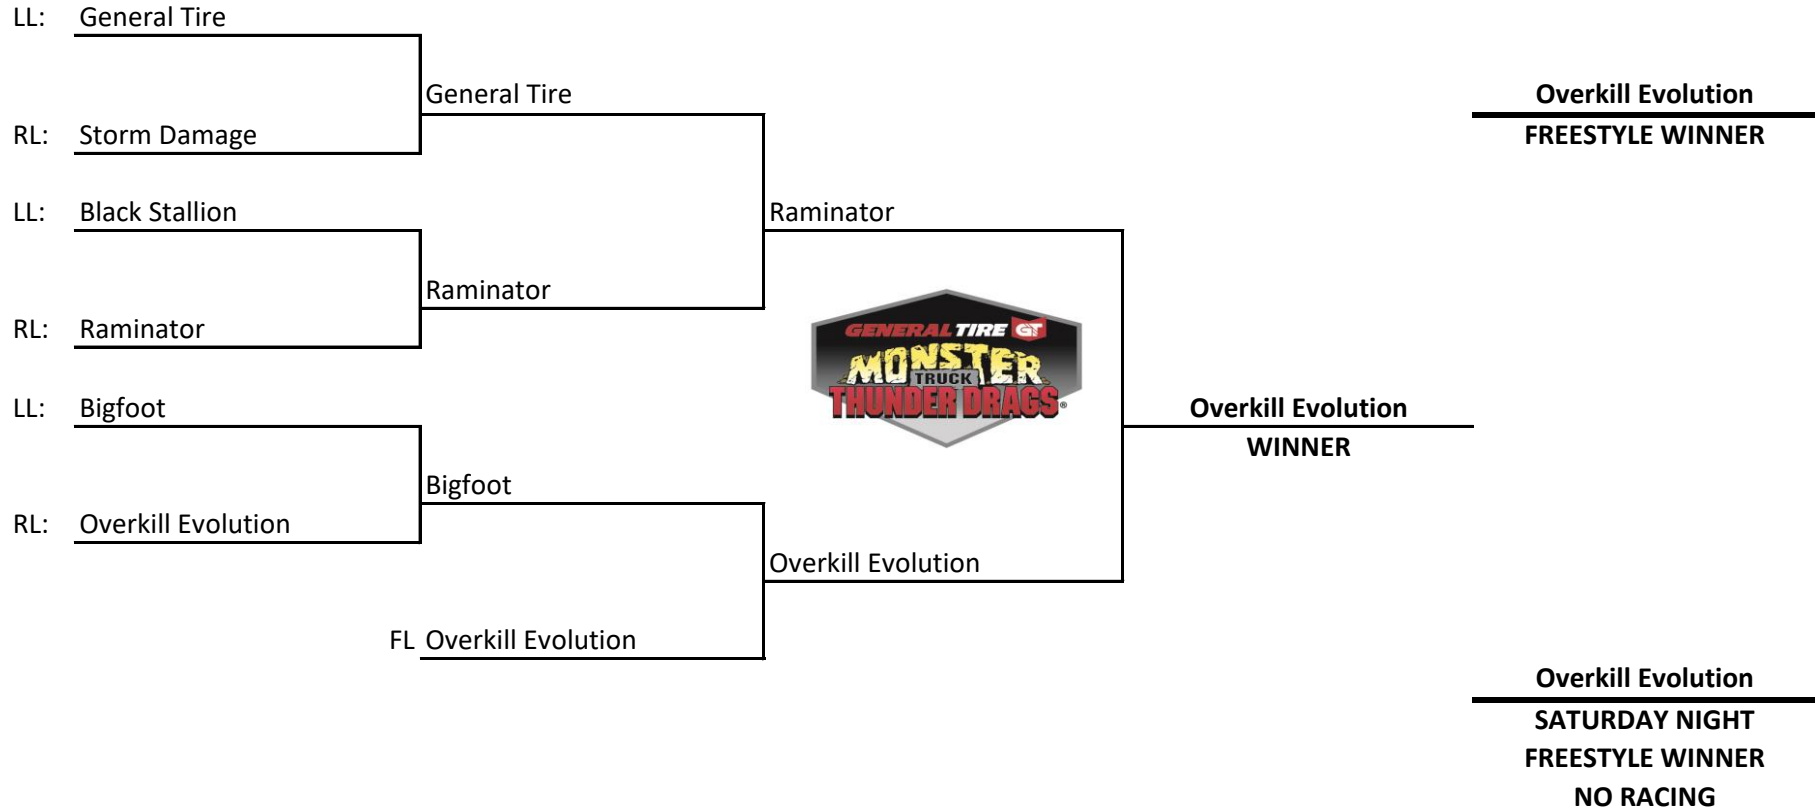 LL: General Tire
General Tire
Overkill Evolution
RL: Storm Damage
FREESTYLE WINNER
LL: Black Stallion
Raminator
Raminator
RL: Raminator
GENERAL TIRE GT
MONSTER
TRUCK
THUNDER DRAGS®
LL: Bigfoot
Overkill Evolution
WINNER
Bigfoot
RL: Overkill Evolution
Overkill Evolution
FL Overkill Evolution
Overkill Evolution
SATURDAY NIGHT
FREESTYLE WINNER
NO RACING